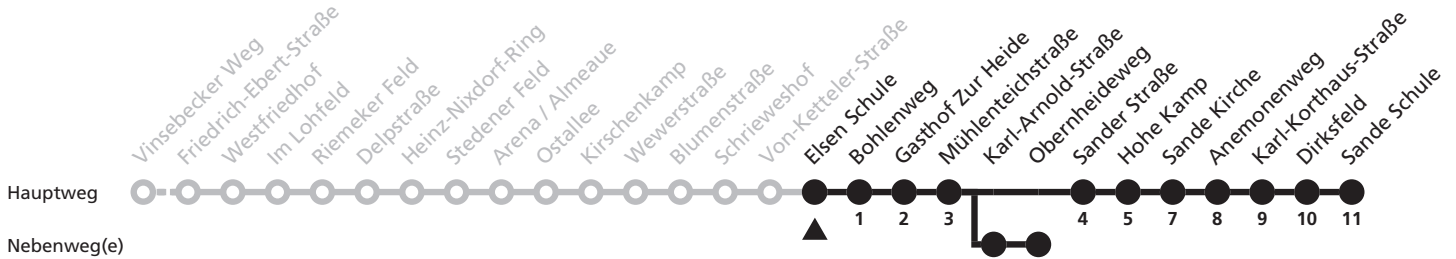 Vinsebecker Weg
Friedrich-Ebert-Straße
Westfriedhof
Im Lohfeld
Riemeker Feld
Delpstraße
Heinz-Nixdorf-Ring
Stedener Feld
Arena / Almeaue
Ostallee
Kirschenkamp
Wewerstraße
Blumenstraße
Schrieweshof
Von-Ketteler-Straße
Elsen Schule
Bohlenweg
Gasthof Zur Heide
Mühlenteichstraße
Karl-Arnold-Straße
Obernheideweg
Sander Straße
Hohe Kamp
Sande Kirche
Anemonenweg
Karl-Korthaus-Straße
Dirksfeld
Sande Schule
Hauptweg
1 2 3 4 5 7 8 9 10 11
Nebenweg(e)